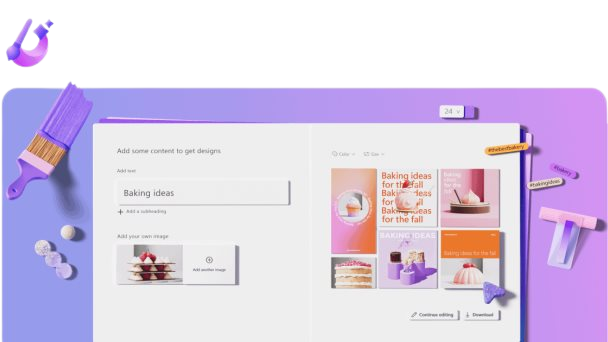 24
Add some content to get designs
Add text
Baking ideas
Add a subheading
Add your own image
Add another image
Color
Size
#thebestbakery
#bakery
#bakingideas
Baking ideas
for the fall
Baking ideas
for the fall
Baking
ideas
for the
fall
BAKING IDEAS
Baking ideas for the fall
Continue editing
Download